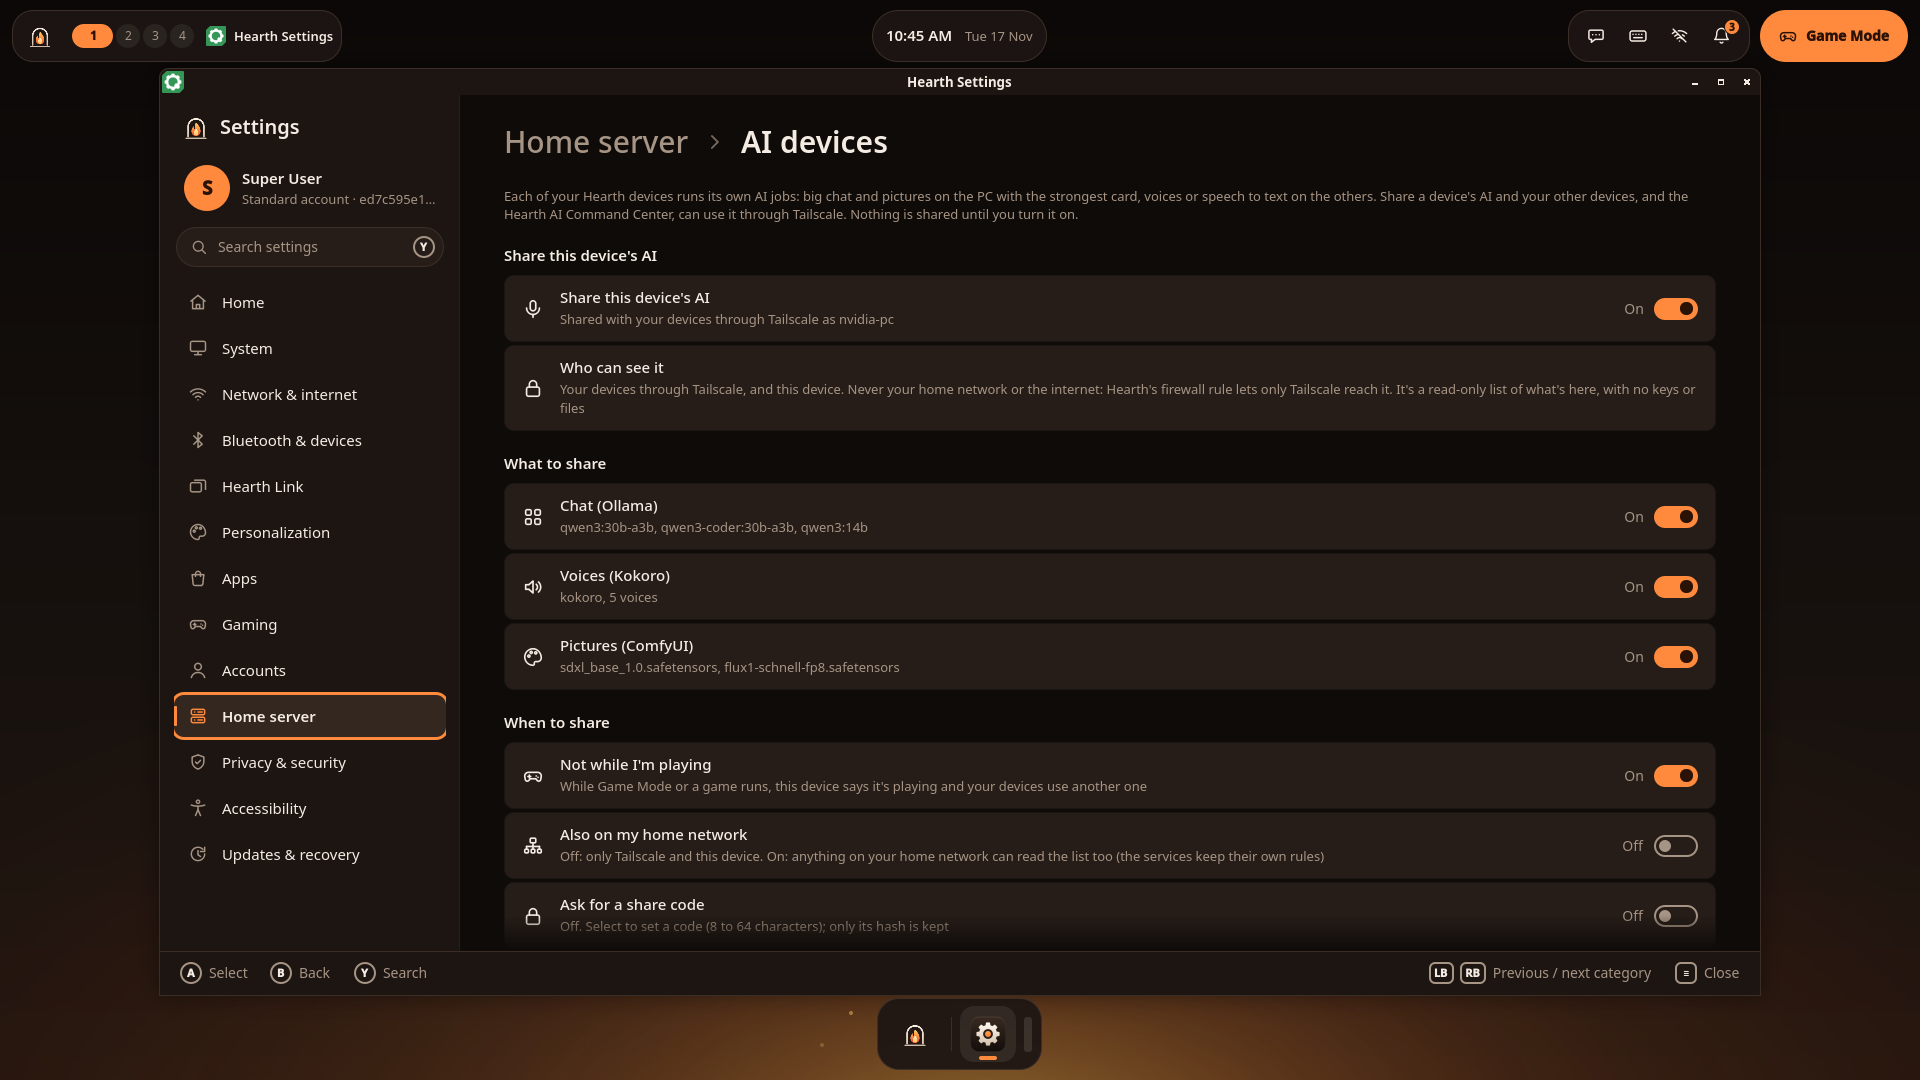 1 2 3 4 Hearth Settings
10:45 AM Tue 17 Nov
3
Game Mode
Hearth Settings
Settings
S
Super User
Standard account · ed7c595e1...
Search settings Y
Home
System
Network & internet
Bluetooth & devices
Hearth Link
Personalization
Apps
Gaming
Accounts
Home server
Privacy & security
Accessibility
Updates & recovery
Home server > AI devices
Each of your Hearth devices runs its own AI jobs: big chat and pictures on the PC with the strongest card, voices or speech to text on the others. Share a device's AI and your other devices, and the
Hearth AI Command Center, can use it through Tailscale. Nothing is shared until you turn it on.
Share this device's AI
Share this device's AI
Shared with your devices through Tailscale as nvidia-pc
On
Who can see it
Your devices through Tailscale, and this device. Never your home network or the internet: Hearth's firewall rule lets only Tailscale reach it. It's a read-only list of what's here, with no keys or
files
What to share
Chat (Ollama)
qwen3:30b-a3b, qwen3-coder:30b-a3b, qwen3:14b
On
Voices (Kokoro)
kokoro, 5 voices
On
Pictures (ComfyUI)
sdxl_base_1.0.safetensors, flux1-schnell-fp8.safetensors
On
When to share
Not while I'm playing
While Game Mode or a game runs, this device says it's playing and your devices use another one
On
Also on my home network
Off: only Tailscale and this device. On: anything on your home network can read the list too (the services keep their own rules)
Off
Ask for a share code
Off. Select to set a code (8 to 64 characters); only its hash is kept
Off
A Select B Back Y Search
LB RB Previous / next category ≡ Close